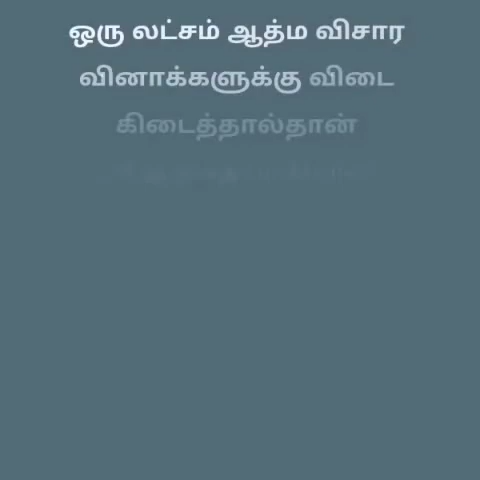 ஒரு லட்சம் ஆத்ம விசார
வினாக்களுக்கு விடை
கிடைத்தால்தான்